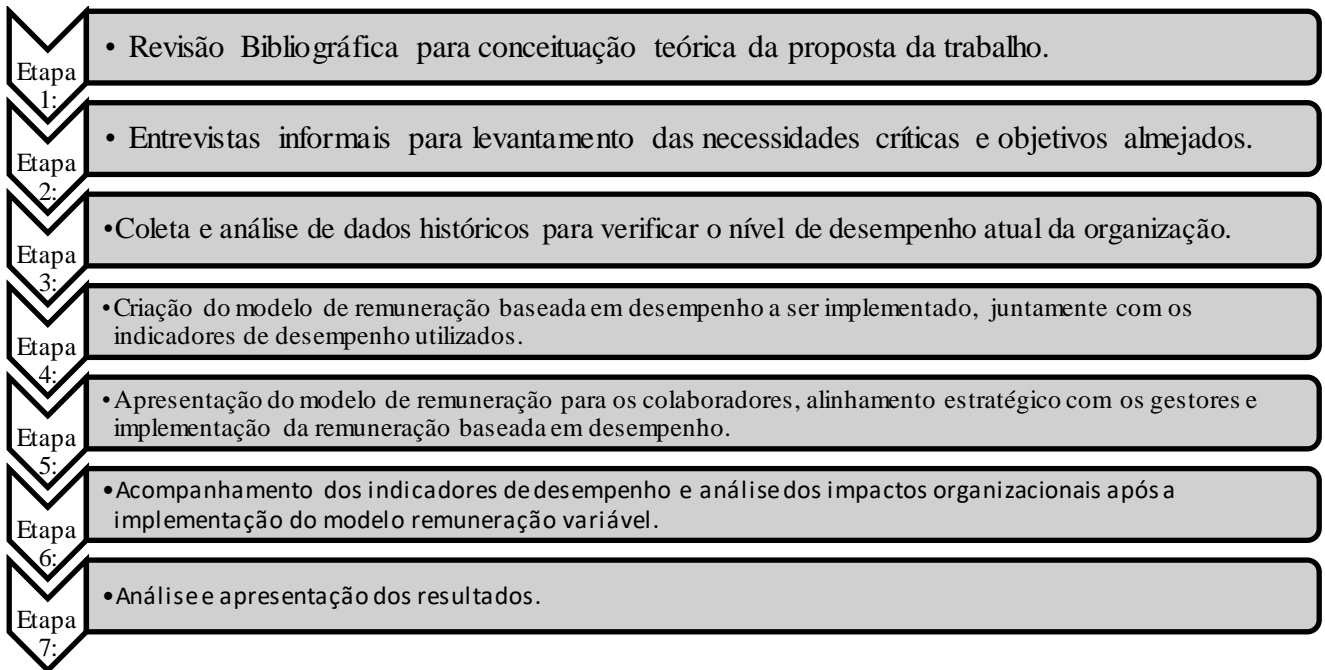 Etapa 1:
• Revisão Bibliográfica para conceituação teórica da proposta da trabalho.
Etapa 2:
• Entrevistas informais para levantamento das necessidades críticas e objetivos almejados.
Etapa 3:
•Coleta e análise de dados históricos para verificar o nível de desempenho atual da organização.
Etapa 4:
•Criação do modelo de remuneração baseada em desempenho a ser implementado, juntamente com os
indicadores de desempenho utilizados.
Etapa 5:
•Apresentação do modelo de remuneração para os colaboradores, alinhamento estratégico com os gestores e
implementação da remuneração baseada em desempenho.
Etapa 6:
•Acompanhamento dos indicadores de desempenho e análise dos impactos organizacionais após a
implementação do modelo remuneração variável.
Etapa 7:
•Análise e apresentação dos resultados.